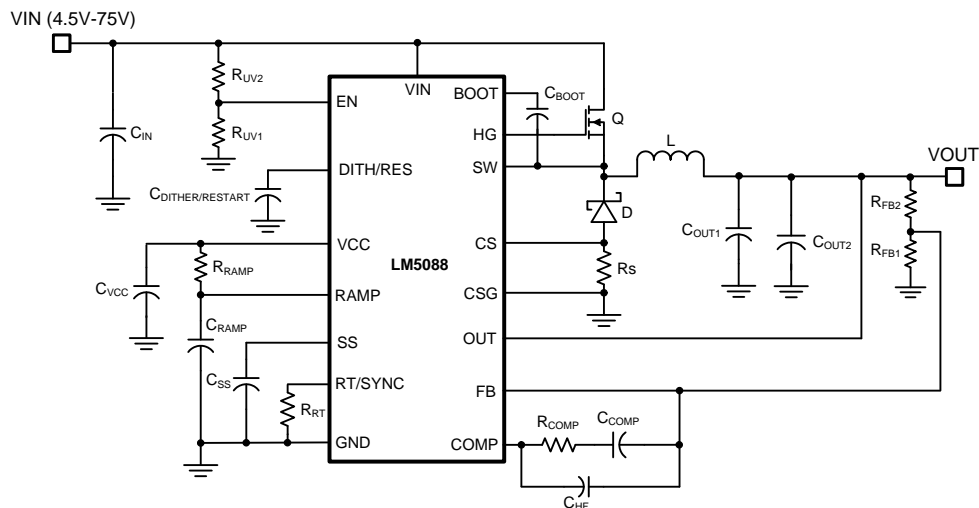 VIN (4.5V-75V)
RUV2
VIN
BOOT
CBOOT
EN
CIN
RUV1
HG
Q
L
VOUT
DITH/RES
SW
CDITHER/RESTART
D
RFB2
COUT1
COUT2
VCC
LM5088
CS
RFB1
RRAMP
Rs
CVCC
RAMP
CSG
CRAMP
SS
OUT
CSS
RT/SYNC
FB
RRT
RCOMP
CCOMP
GND
COMP
CHF